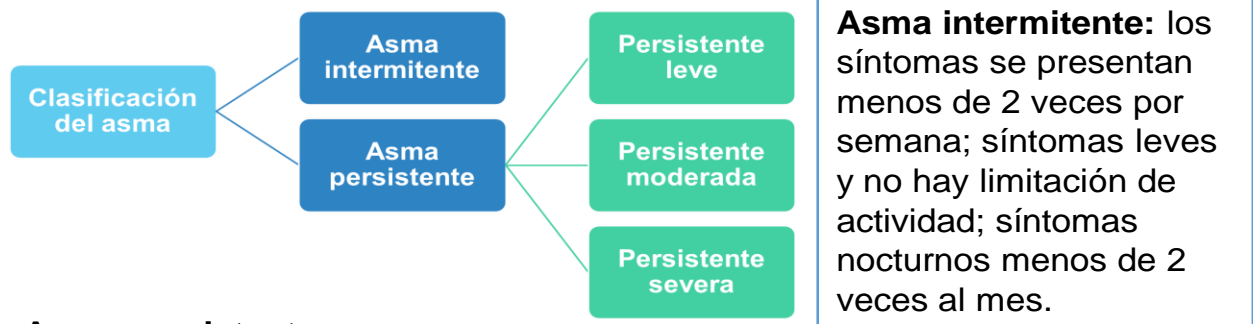 Clasificación
del asma
Asma
intermitente
Asma
persistente
Persistente
leve
Persistente
moderada
Persistente
severa
Asma intermitente: los
síntomas se presentan
menos de 2 veces por
semana; síntomas leves
y no hay limitación de
actividad; síntomas
nocturnos menos de 2
veces al mes.